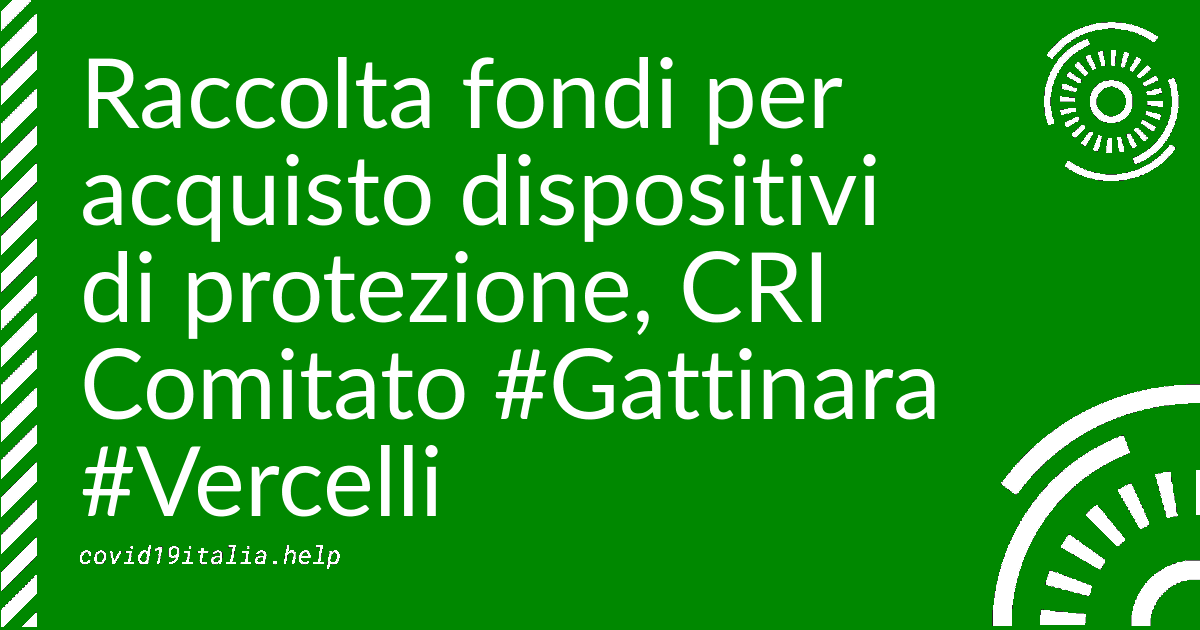 Raccolta fondi per
acquisto dispositivi
di protezione, CRI
Comitato #Gattinara
#Vercelli
covid19italia.help